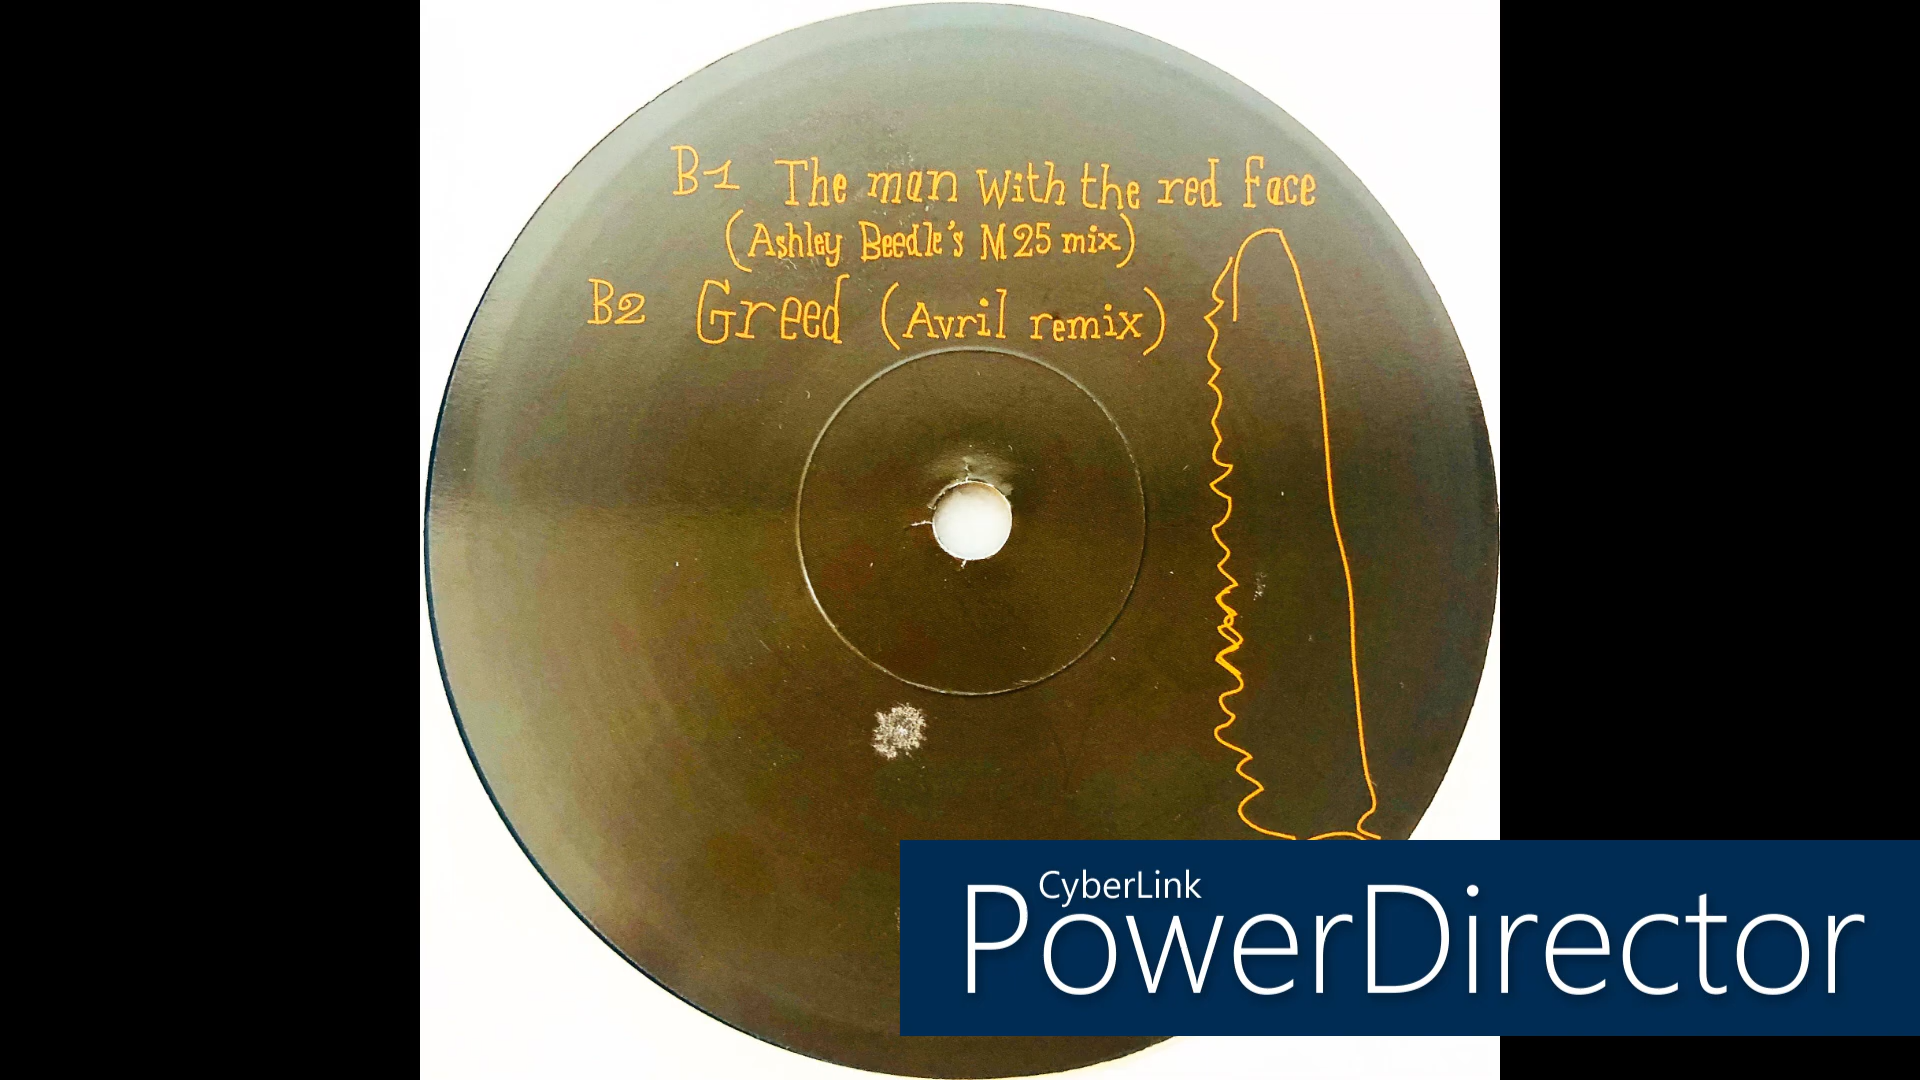 B1 The man with the red face
(Ashley Beedle's M25 mix)
B2 Greed (Avril remix)
CyberLink
PowerDirector